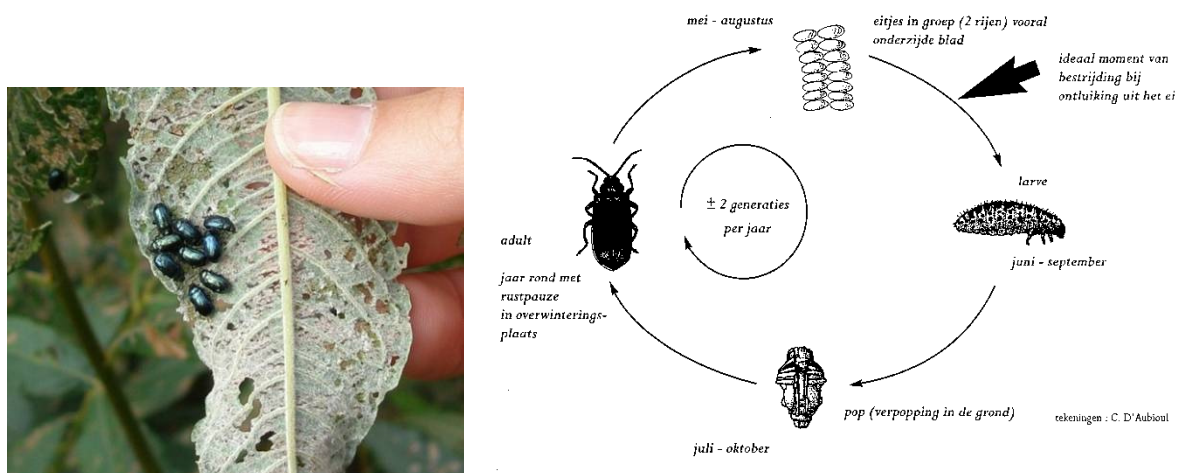 mei - augustus
eitjes in groep (2 rijen) vooral
onderzijde blad
ideaal moment van
bestrijding bij
ontluiking uit het ei
larve
juni - september
± 2 generaties
per jaar
adult
jaar rond met
rustpauze
in overwinterings-
plaats
pop (verpopping in de grond)
juli - oktober
tekeningen : C. D'Aubioul